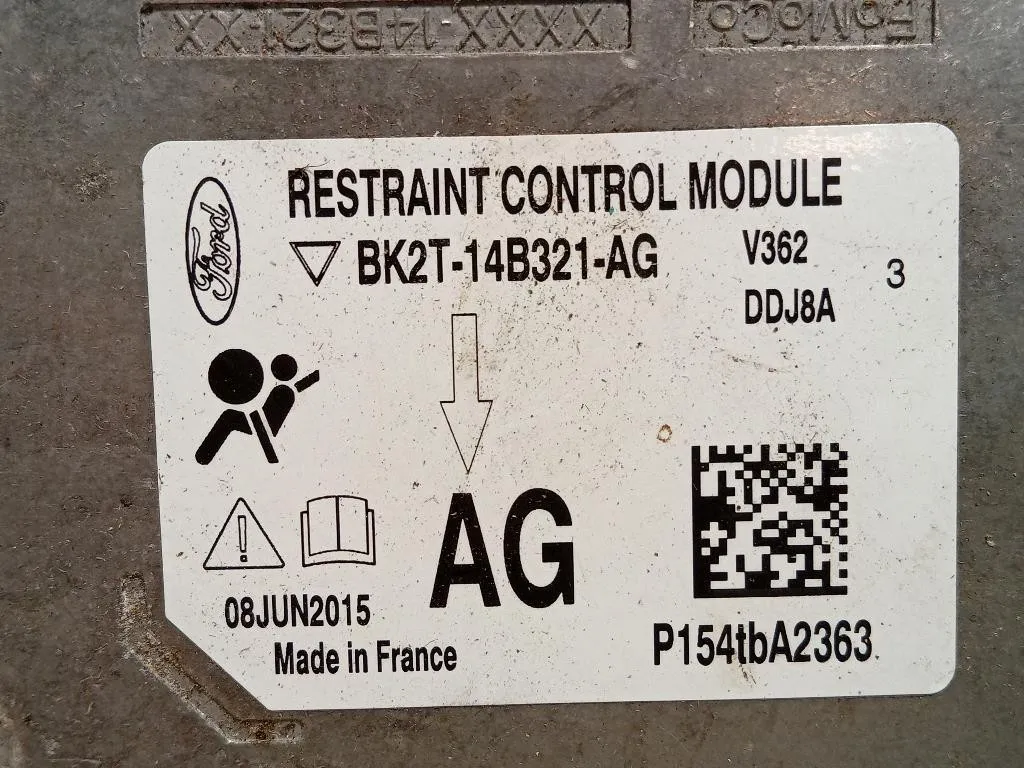 XXXX-14B321-XX FoMoCo
Ford
RESTRAINT CONTROL MODULE
BK2T-14B321-AG
V362
DDJ8A
3
AG
08JUN2015
Made in France
P154tbA2363